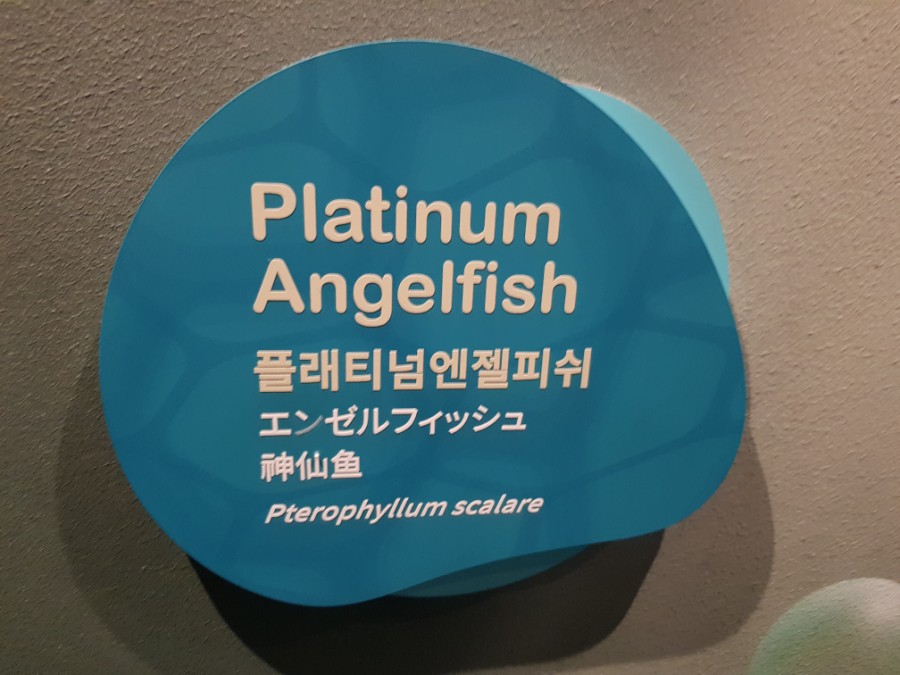 Platinum
Angelfish
플래티넘엔젤피쉬
エンゼルフィッシュ
神仙鱼
Pterophyllum scalare